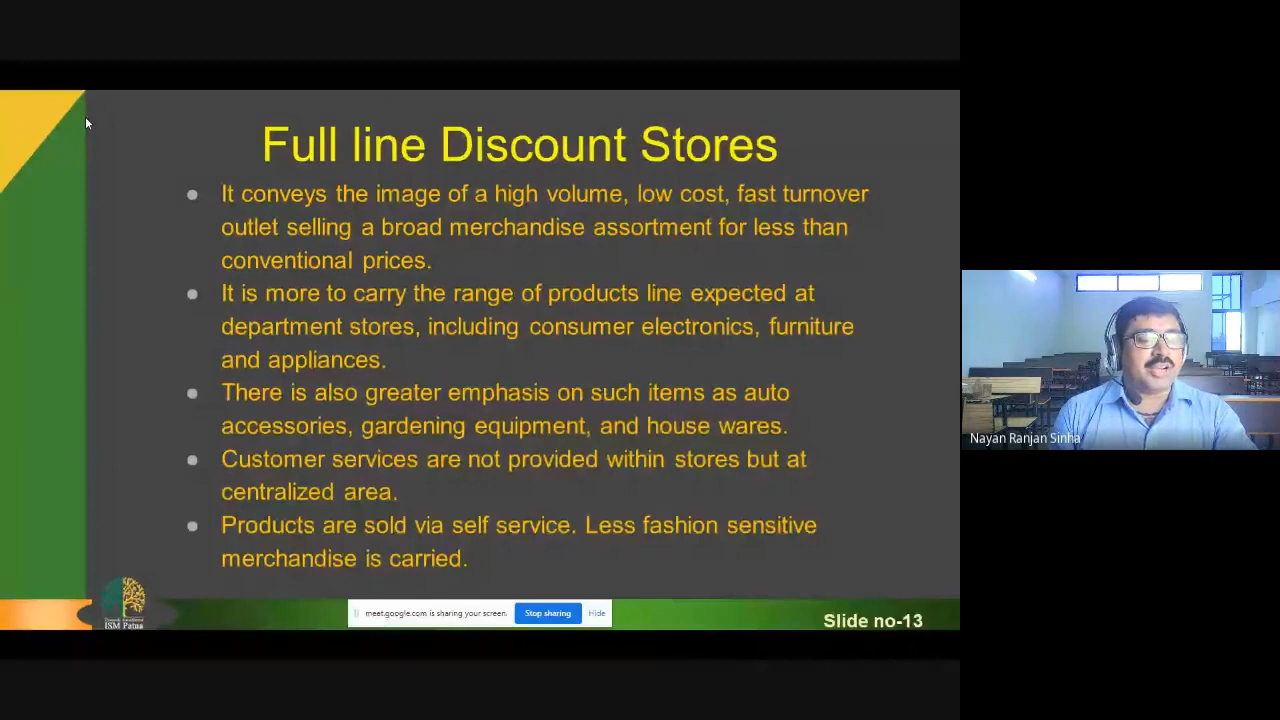 Full line Discount Stores
It conveys the image of a high volume, low cost, fast turnover
outlet selling a broad merchandise assortment for less than
conventional prices.
It is more to carry the range of products line expected at
department stores, including consumer electronics, furniture
and appliances.
There is also greater emphasis on such items as auto
accessories, gardening equipment, and house wares.
Customer services are not provided within stores but at
centralized area.
Products are sold via self service. Less fashion sensitive
merchandise is carried.
ISM Patna
meet.google.com is sharing your screen.
Stop sharing
Hide
Slide no-13
Nayan Ranjan Sinha